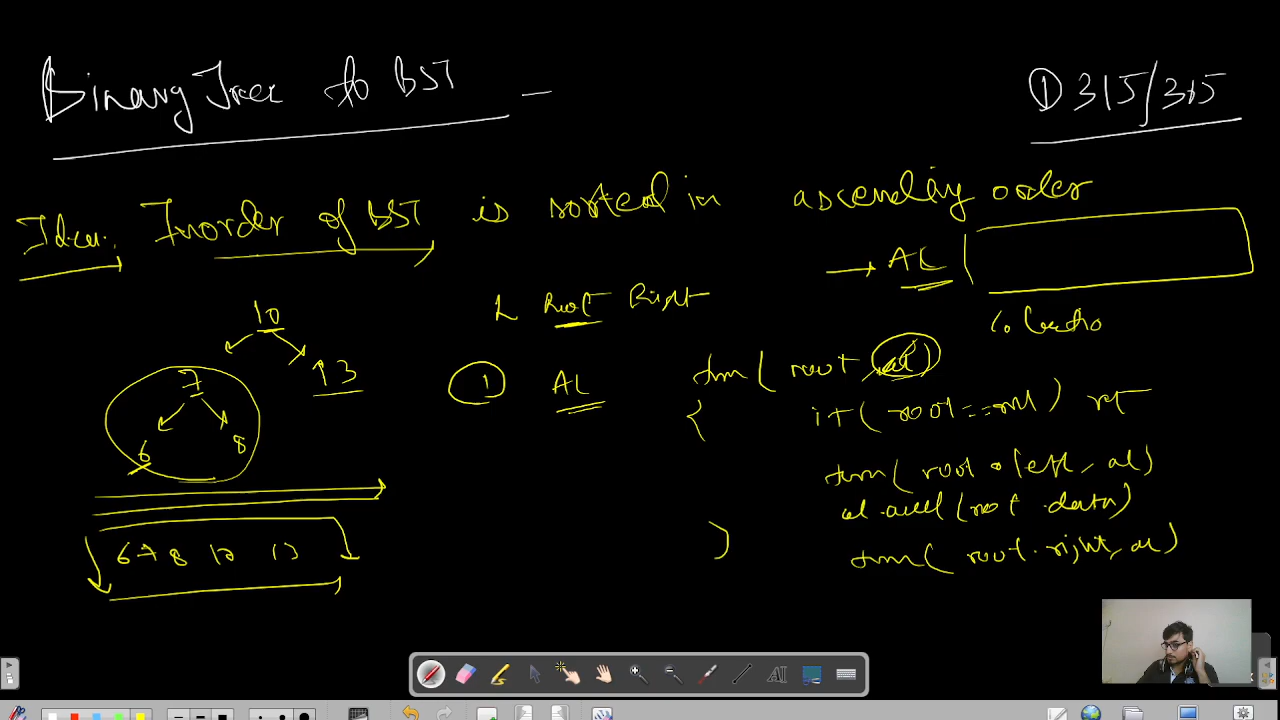 Binary Tree to BST —
① 315/315
Idea: Inorder of BST is sorted in ascending order
→ AL
L Root Right
10
7 13
6 8
① AL
fun( root al)
{ if( root==null) ret
fun( root.left, al)
al.add(root.data)
fun( root.right, al)
}
6 7 8 10 13